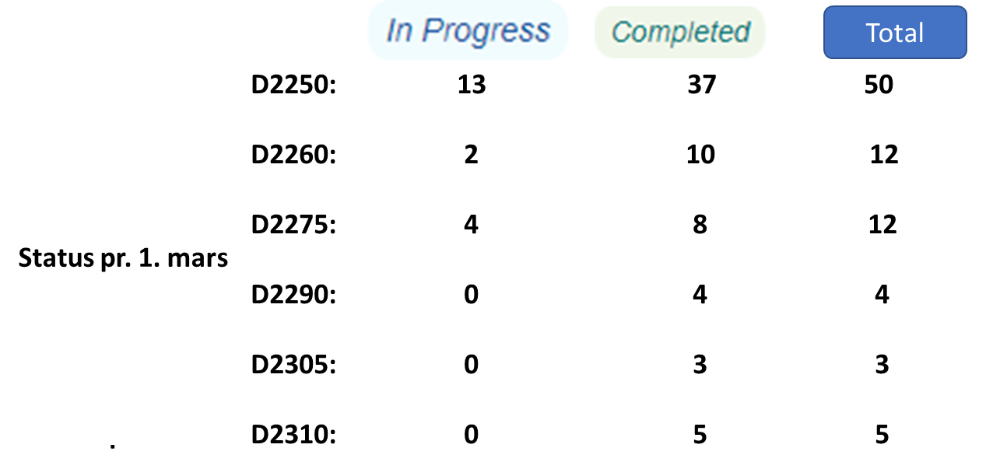 In Progress Completed Total
D2250: 13 37 50
D2260: 2 10 12
D2275: 4 8 12
Status pr. 1. mars
D2290: 0 4 4
D2305: 0 3 3
D2310: 0 5 5
.